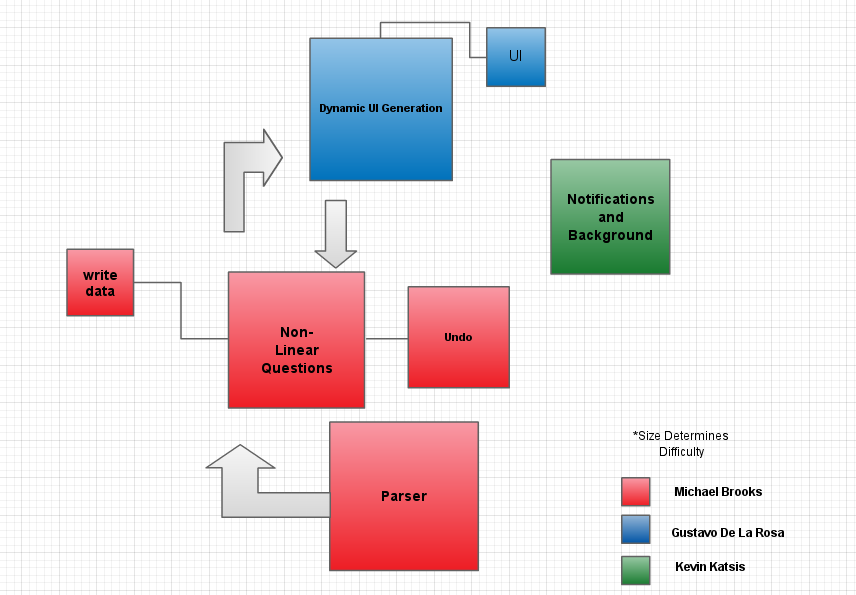 UI
Dynamic UI Generation
Notifications
and
Background
write
data
Non-
Linear
Questions
Undo
Parser
*Size Determines
Difficulty
Michael Brooks
Gustavo De La Rosa
Kevin Katsis